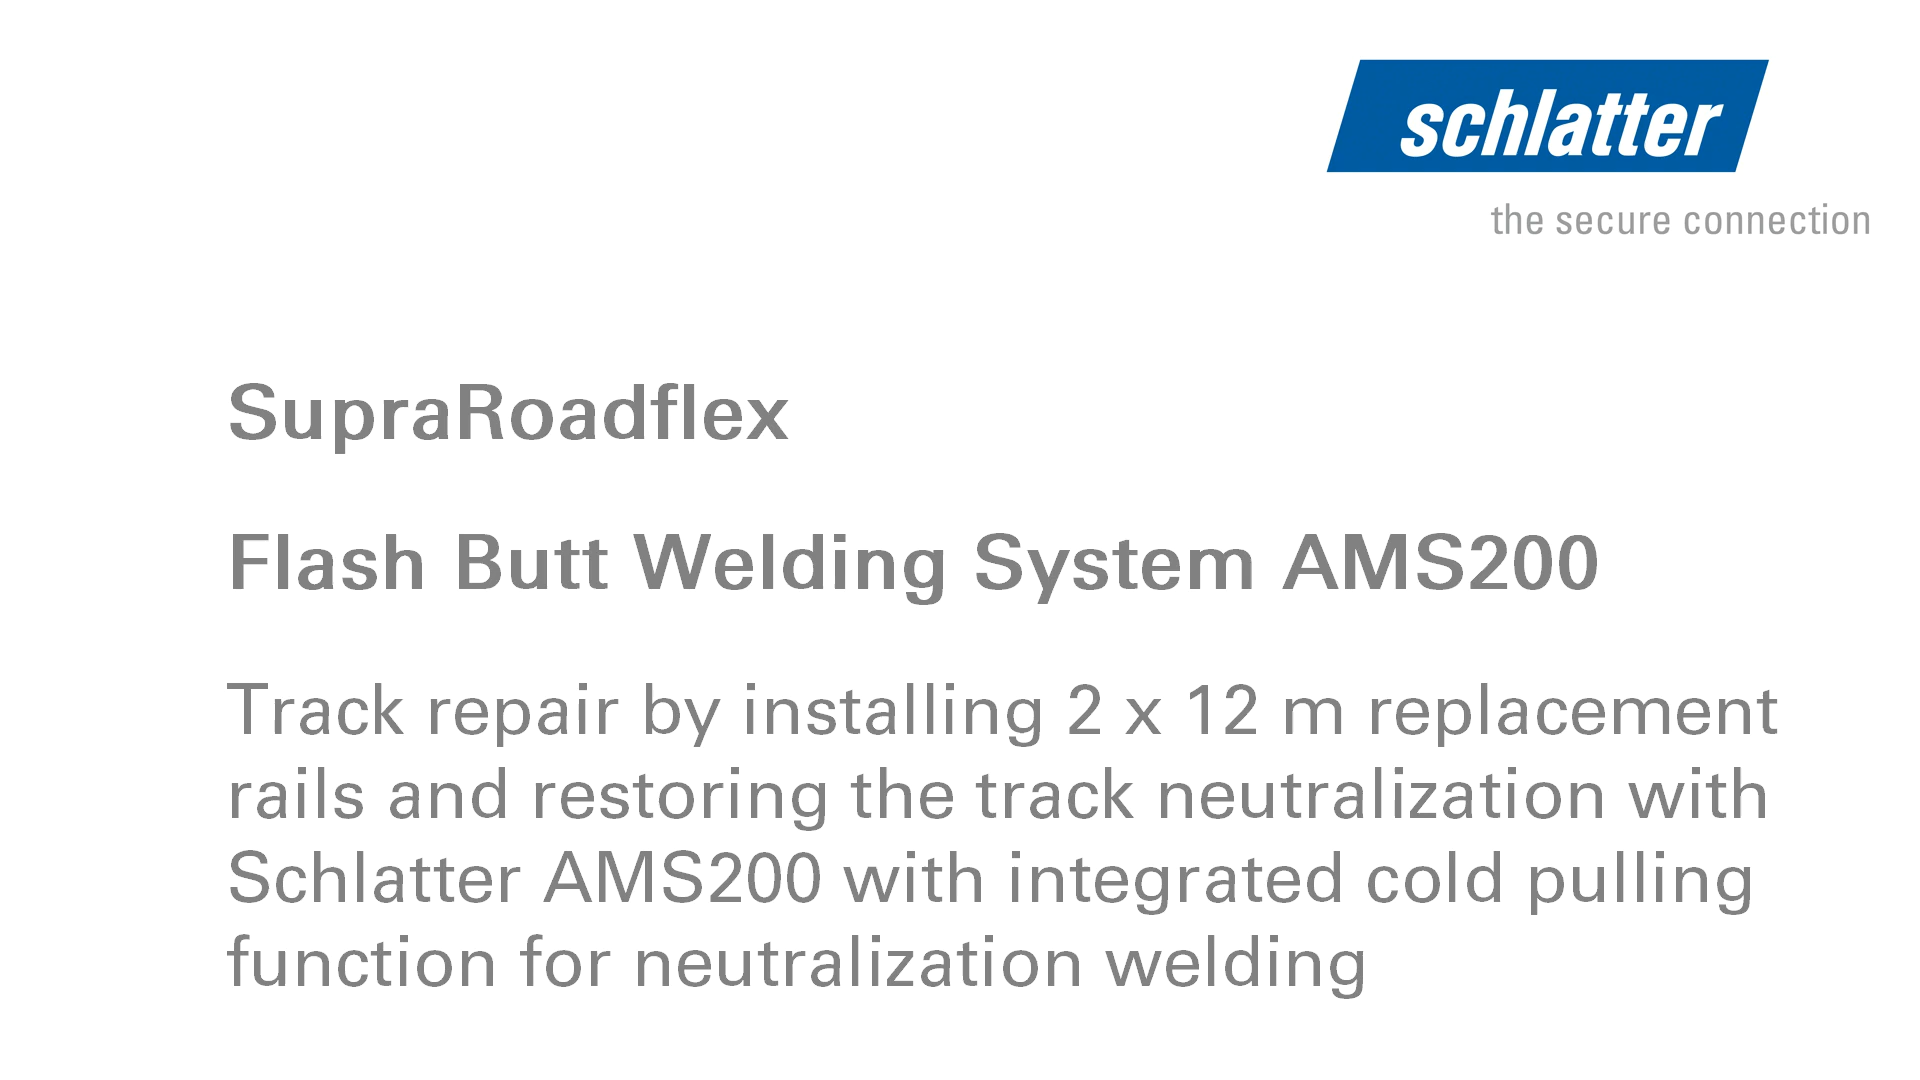 schlatter
the secure connection
SupraRoadflex
Flash Butt Welding System AMS200
Track repair by installing 2 x 12 m replacement
rails and restoring the track neutralization with
Schlatter AMS200 with integrated cold pulling
function for neutralization welding